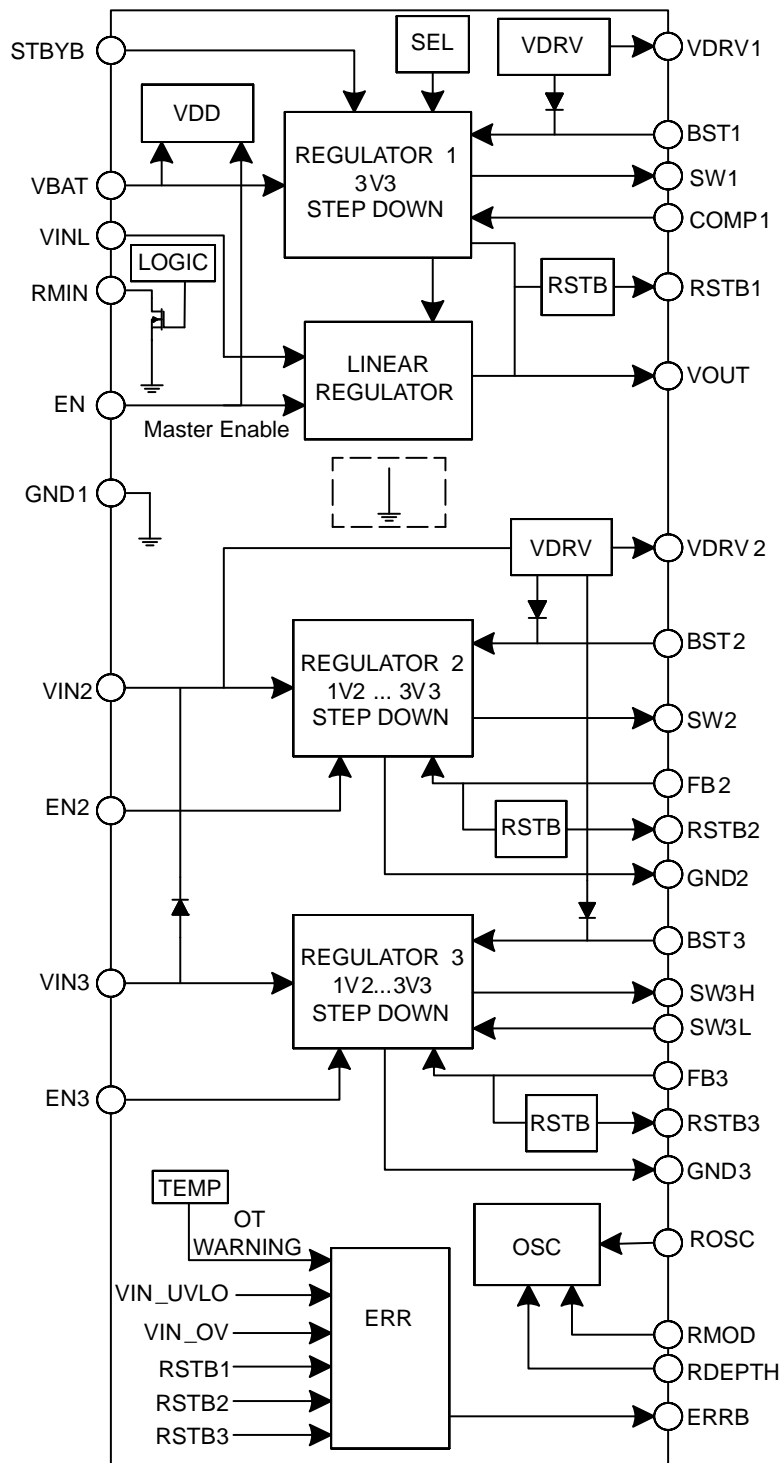 STBYB
SEL
VDRV
VDRV1
VDD
BST1
REGULATOR 1
3V3
STEP DOWN
VBAT
SW1
VINL
COMP1
LOGIC
RMIN
RSTB
RSTB1
LINEAR
REGULATOR
VOUT
EN
Master Enable
GND1
VDRV
VDRV2
BST2
REGULATOR 2
1V2 ... 3V3
STEP DOWN
VIN2
SW2
FB2
EN2
RSTB
RSTB2
GND2
BST3
REGULATOR 3
1V2...3V3
STEP DOWN
VIN3
SW3H
SW3L
FB3
EN3
RSTB
RSTB3
GND3
TEMP
OT
WARNING
OSC
ROSC
VIN_UVLO
ERR
VIN_OV
RMOD
RSTB1
RDEPTH
RSTB2
ERRB
RSTB3